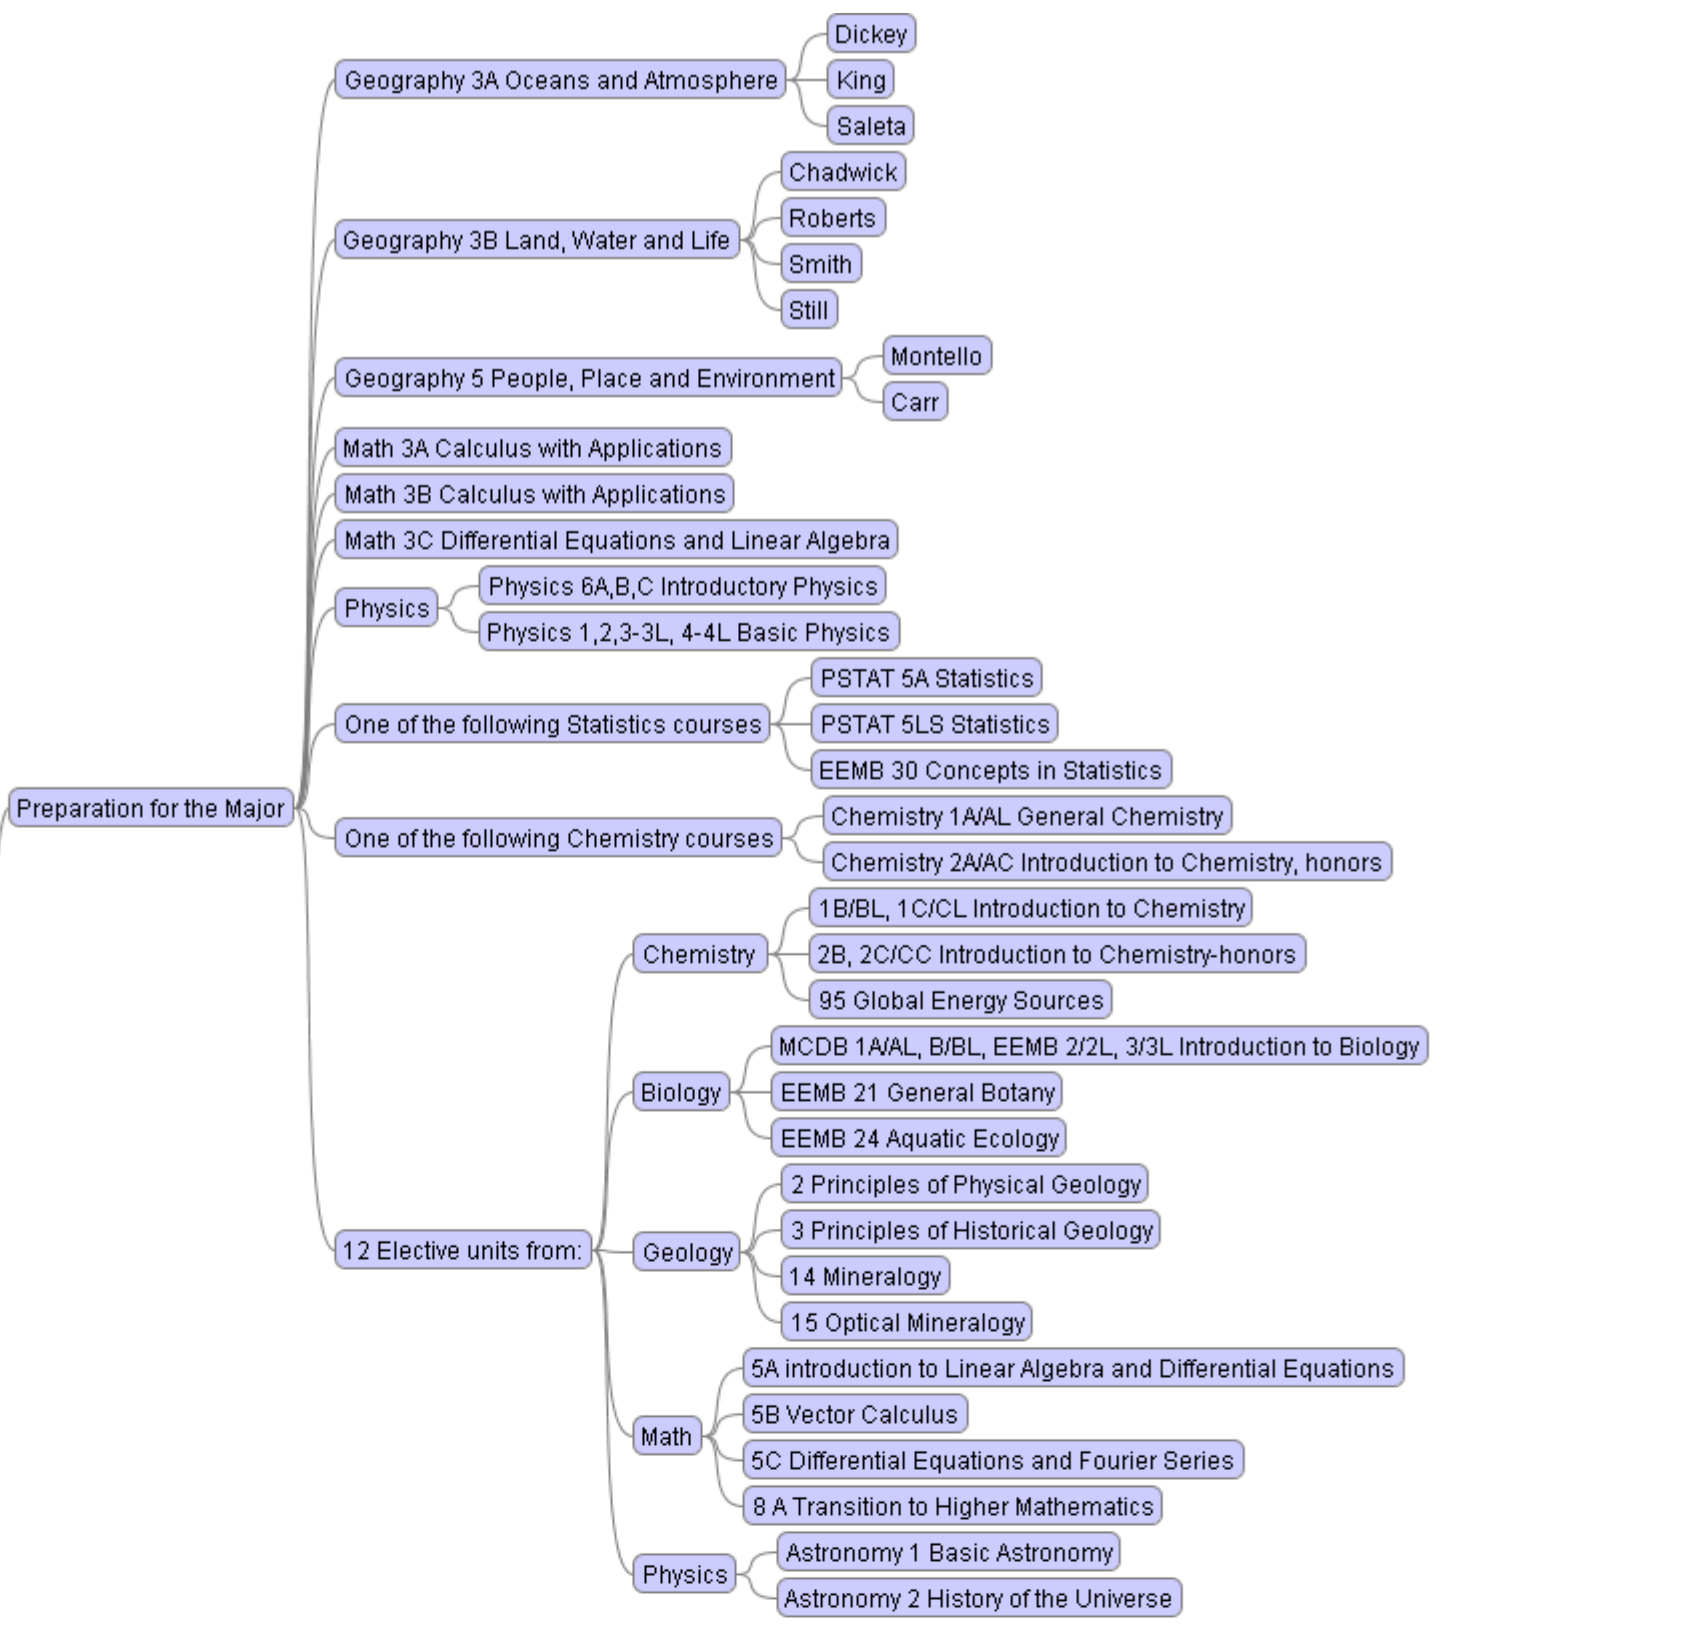 Preparation for the Major
Geography 3A Oceans and Atmosphere
Dickey
King
Saleta
Geography 3B Land, Water and Life
Chadwick
Roberts
Smith
Still
Geography 5 People, Place and Environment
Montello
Carr
Math 3A Calculus with Applications
Math 3B Calculus with Applications
Math 3C Differential Equations and Linear Algebra
Physics
Physics 6A,B,C Introductory Physics
Physics 1,2,3-3L, 4-4L Basic Physics
One of the following Statistics courses
PSTAT 5A Statistics
PSTAT 5LS Statistics
EEMB 30 Concepts in Statistics
One of the following Chemistry courses
Chemistry 1A/AL General Chemistry
Chemistry 2A/AC Introduction to Chemistry, honors
12 Elective units from:
Chemistry
1B/BL, 1C/CL Introduction to Chemistry
2B, 2C/CC Introduction to Chemistry-honors
95 Global Energy Sources
Biology
MCDB 1A/AL, B/BL, EEMB 2/2L, 3/3L Introduction to Biology
EEMB 21 General Botany
EEMB 24 Aquatic Ecology
Geology
2 Principles of Physical Geology
3 Principles of Historical Geology
14 Mineralogy
15 Optical Mineralogy
Math
5A introduction to Linear Algebra and Differential Equations
5B Vector Calculus
5C Differential Equations and Fourier Series
8 A Transition to Higher Mathematics
Physics
Astronomy 1 Basic Astronomy
Astronomy 2 History of the Universe